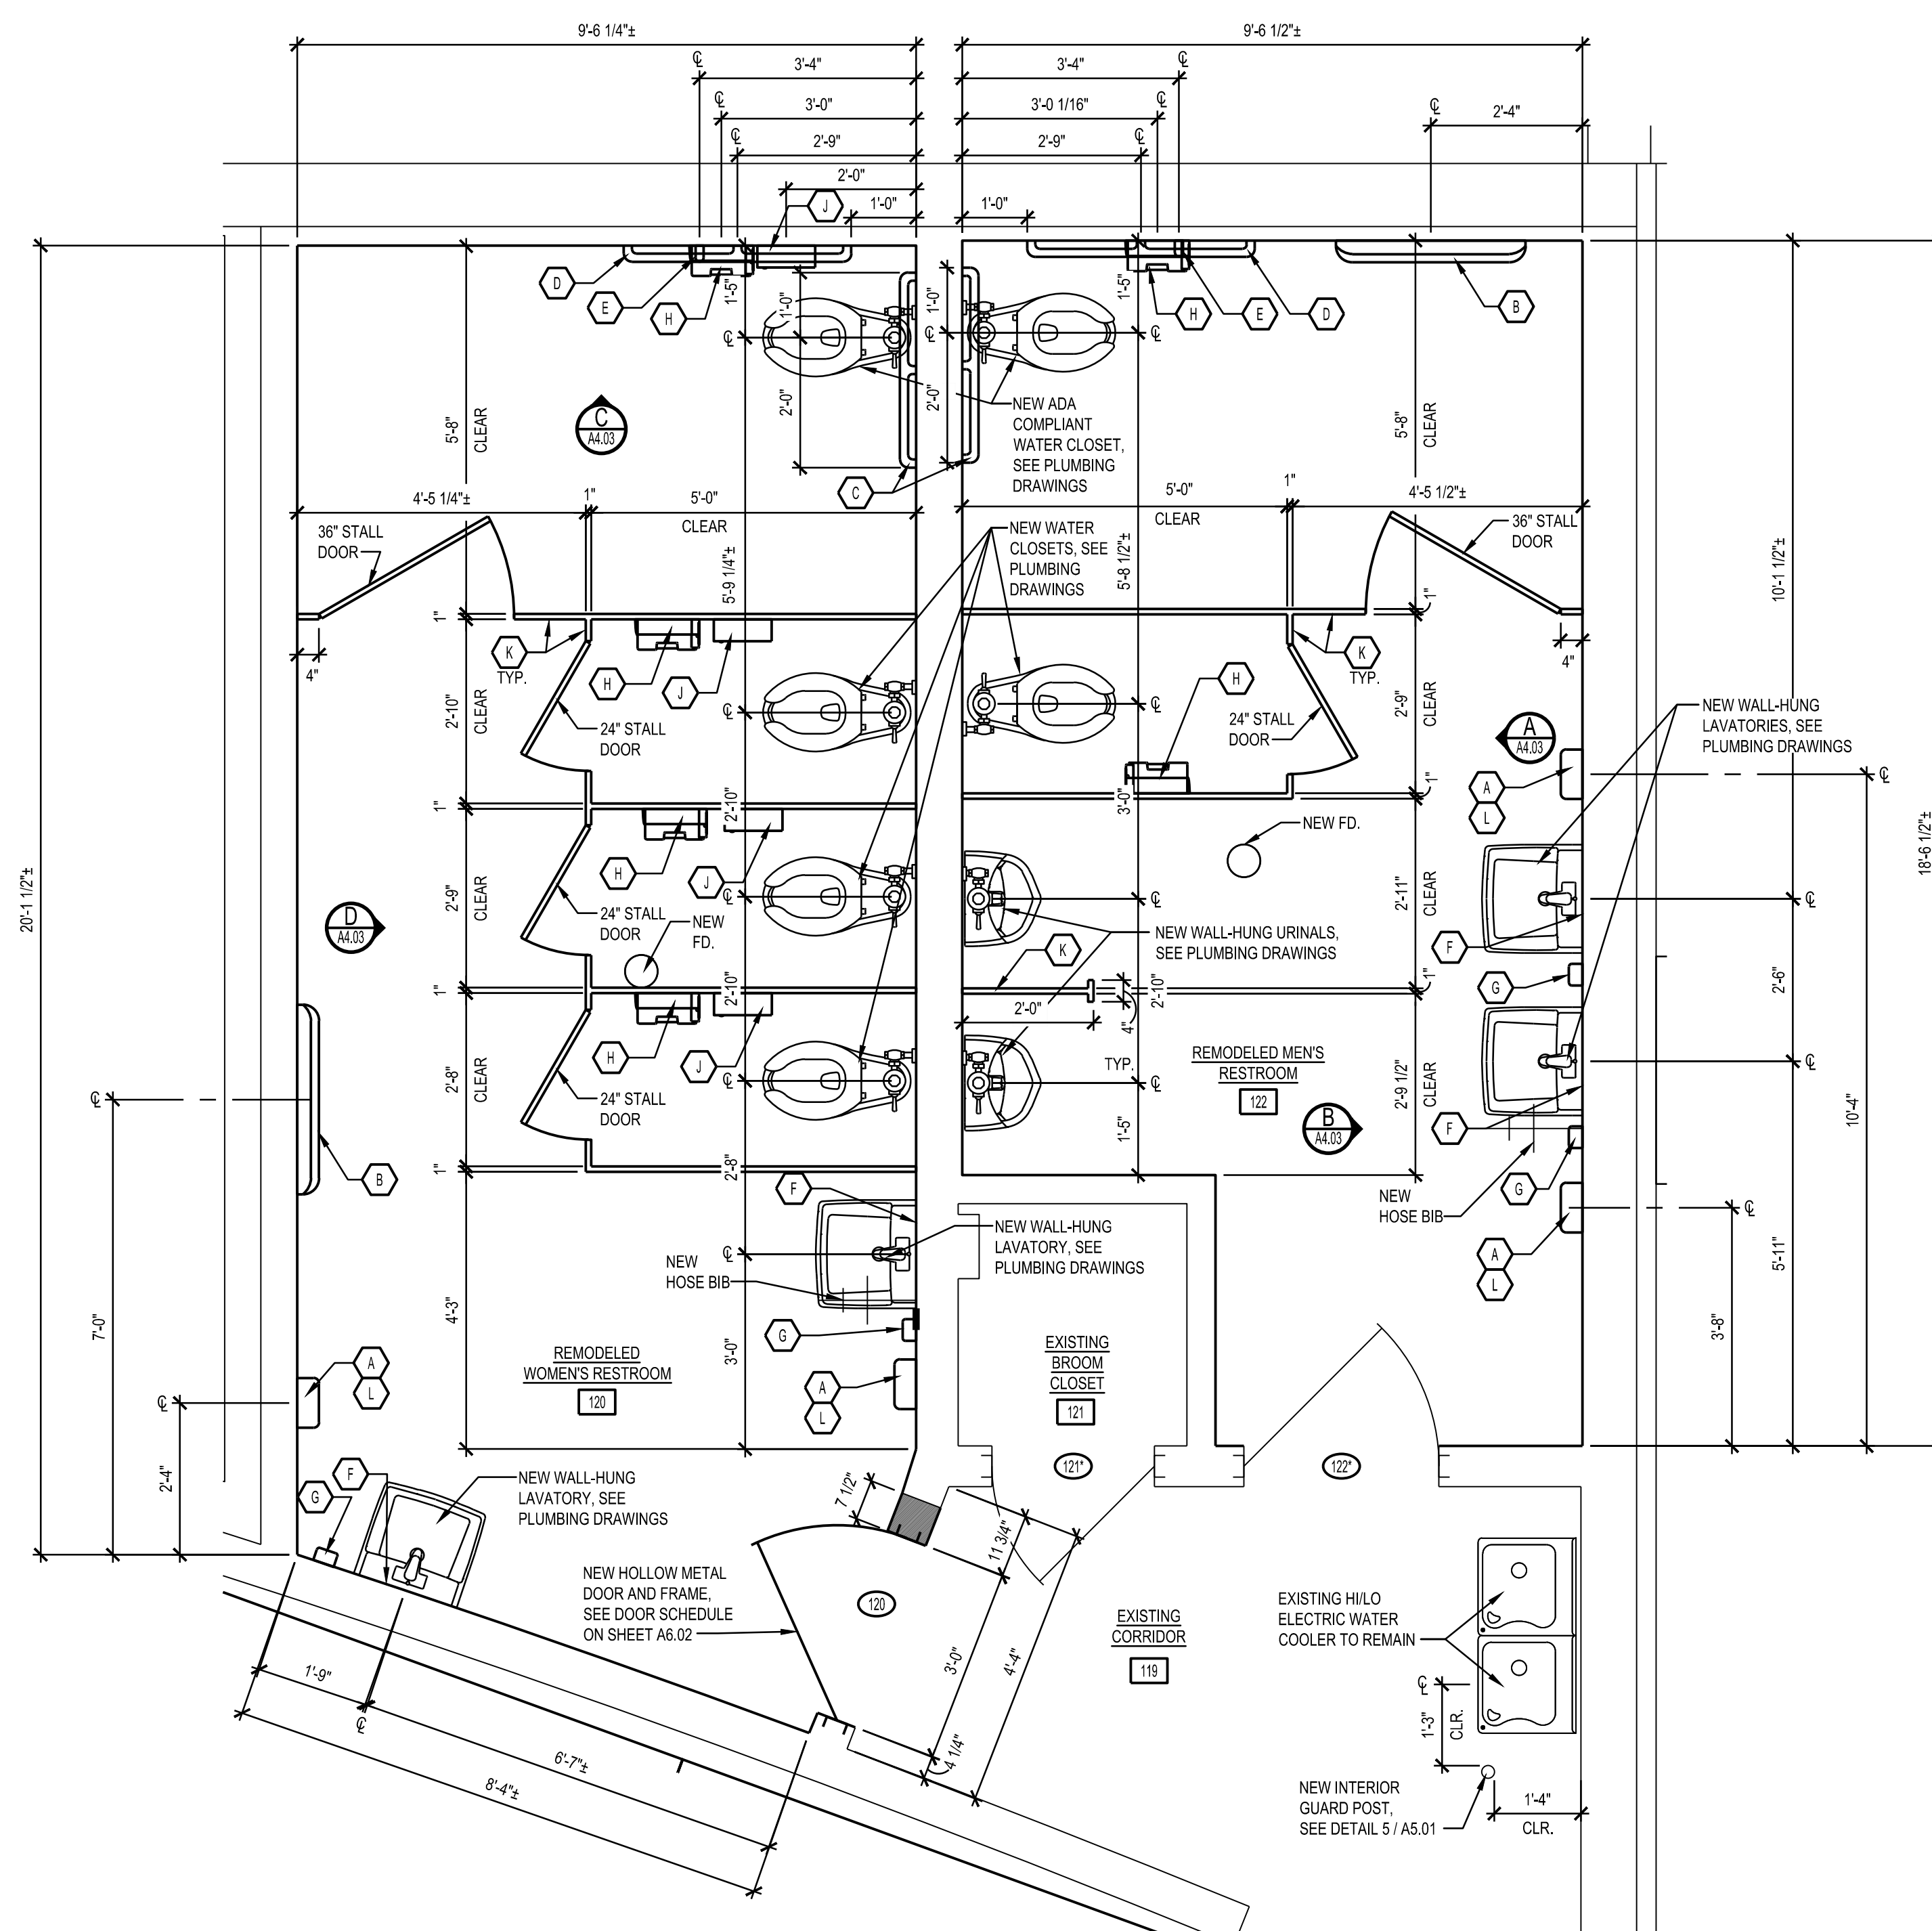 9'-6 1/4"±
9'-6 1/2"±
℄
3'-4"
3'-4"
℄
℄
3'-0"
3'-0 1/16"
℄
℄
2'-4"
℄
2'-9"
2'-9"
℄
2'-0"
J
1'-0"
1'-0"
D
E
H
1'-5"
1'-0"
1'-0"
1'-5"
H
E
D
B
℄
℄
℄
2'-0"
2'-0"
NEW ADA
COMPLIANT
WATER CLOSET,
SEE PLUMBING
DRAWINGS
C
A4.03
5'-8"
CLEAR
5'-8"
CLEAR
C
4'-5 1/4"±
1"
5'-0"
CLEAR
5'-0"
CLEAR
1"
4'-5 1/2"±
36" STALL
DOOR
36" STALL
DOOR
NEW WATER
CLOSETS, SEE
PLUMBING
DRAWINGS
5'-9 1/4"±
5'-8 1/2"±
10'-1 1/2"±
1"
1"
4"
K
TYP.
H
J
H
K
TYP.
4"
2'-10"
CLEAR
℄
℄
2'-9"
CLEAR
24" STALL
DOOR
24" STALL
DOOR
A
A4.03
NEW WALL-HUNG
LAVATORIES, SEE
PLUMBING DRAWINGS
℄
A
L
1"
2'-10"
3'-0"
1"
NEW FD.
18'-6 1/2"±
20'-1 1/2"±
H
J
2'-9"
CLEAR
℄
℄
2'-11"
CLEAR
℄
D
A4.03
24" STALL
DOOR
NEW
FD.
K
NEW WALL-HUNG URINALS,
SEE PLUMBING DRAWINGS
F
G
1"
2'-10"
2'-10"
1"
2'-6"
2'-0"
4"
TYP.
H
J
2'-8"
CLEAR
℄
℄
REMODELED MEN'S
RESTROOM
122
2'-9 1/2"
CLEAR
℄
℄
24" STALL
DOOR
1'-5"
B
A4.03
F
10'-4"
1"
B
2'-8"
F
G
NEW
HOSE BIB
℄
NEW WALL-HUNG
LAVATORY, SEE
PLUMBING DRAWINGS
℄
NEW
HOSE BIB
A
L
5'-11"
7'-0"
4'-3"
3'-0"
G
3'-8"
REMODELED
WOMEN'S RESTROOM
120
A
L
A
L
EXISTING
BROOM
CLOSET
121
℄
2'-4"
121*
122*
F
G
NEW WALL-HUNG
LAVATORY, SEE
PLUMBING DRAWINGS
7 1/2"
11 3/4"
NEW HOLLOW METAL
DOOR AND FRAME,
SEE DOOR SCHEDULE
ON SHEET A6.02
120
EXISTING
CORRIDOR
119
EXISTING HI/LO
ELECTRIC WATER
COOLER TO REMAIN
3'-0"
4'-4"
4 1/4"
1'-9"
℄
6'-7"±
8'-4"±
℄
1'-3"
CLR.
NEW INTERIOR
GUARD POST,
SEE DETAIL 5 / A5.01
1'-4"
CLR.